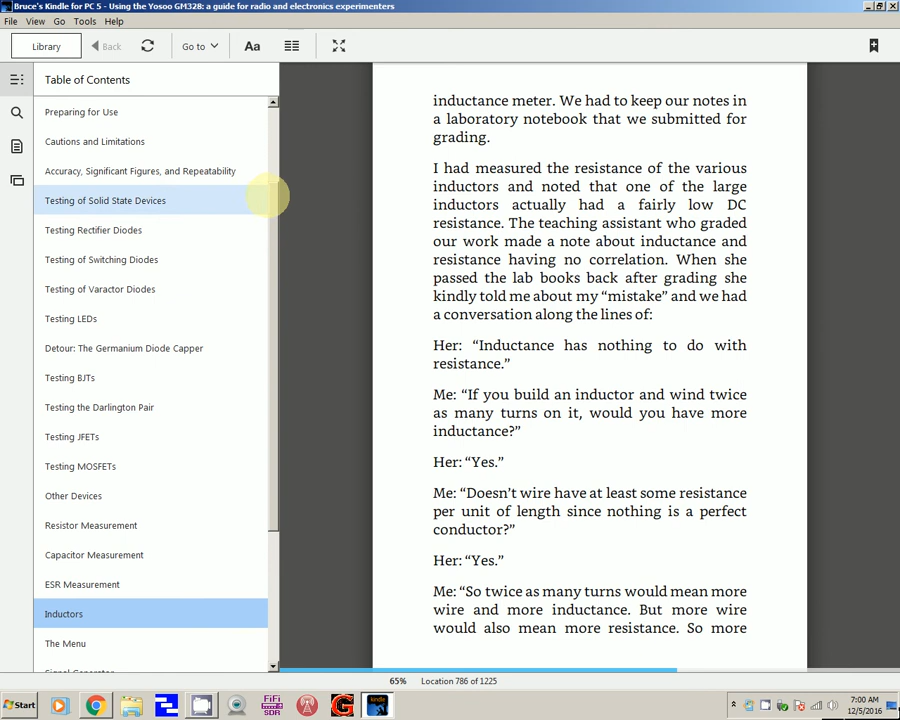 Bruce's Kindle for PC 5 - Using the Yosoo GM328: a guide for radio and electronics experimenters
File View Go Tools Help
Library Back Go to Aa
Table of Contents
Preparing for Use
Cautions and Limitations
Accuracy, Significant Figures, and Repeatability
Testing of Solid State Devices
Testing Rectifier Diodes
Testing of Switching Diodes
Testing of Varactor Diodes
Testing LEDs
Detour: The Germanium Diode Capper
Testing BJTs
Testing the Darlington Pair
Testing JFETs
Testing MOSFETs
Other Devices
Resistor Measurement
Capacitor Measurement
ESR Measurement
Inductors
The Menu
Signal Generator
inductance meter. We had to keep our notes in
a laboratory notebook that we submitted for
grading.
I had measured the resistance of the various
inductors and noted that one of the large
inductors actually had a fairly low DC
resistance. The teaching assistant who graded
our work made a note about inductance and
resistance having no correlation. When she
passed the lab books back after grading she
kindly told me about my “mistake” and we had
a conversation along the lines of:
Her: “Inductance has nothing to do with
resistance.”
Me: “If you build an inductor and wind twice
as many turns on it, would you have more
inductance?”
Her: “Yes.”
Me: “Doesn’t wire have at least some resistance
per unit of length since nothing is a perfect
conductor?”
Her: “Yes.”
Me: “So twice as many turns would mean more
wire and more inductance. But more wire
would also mean more resistance. So more
65% Location 786 of 1225
Start
FiFi
SDR
kindle
7:00 AM
12/5/2016